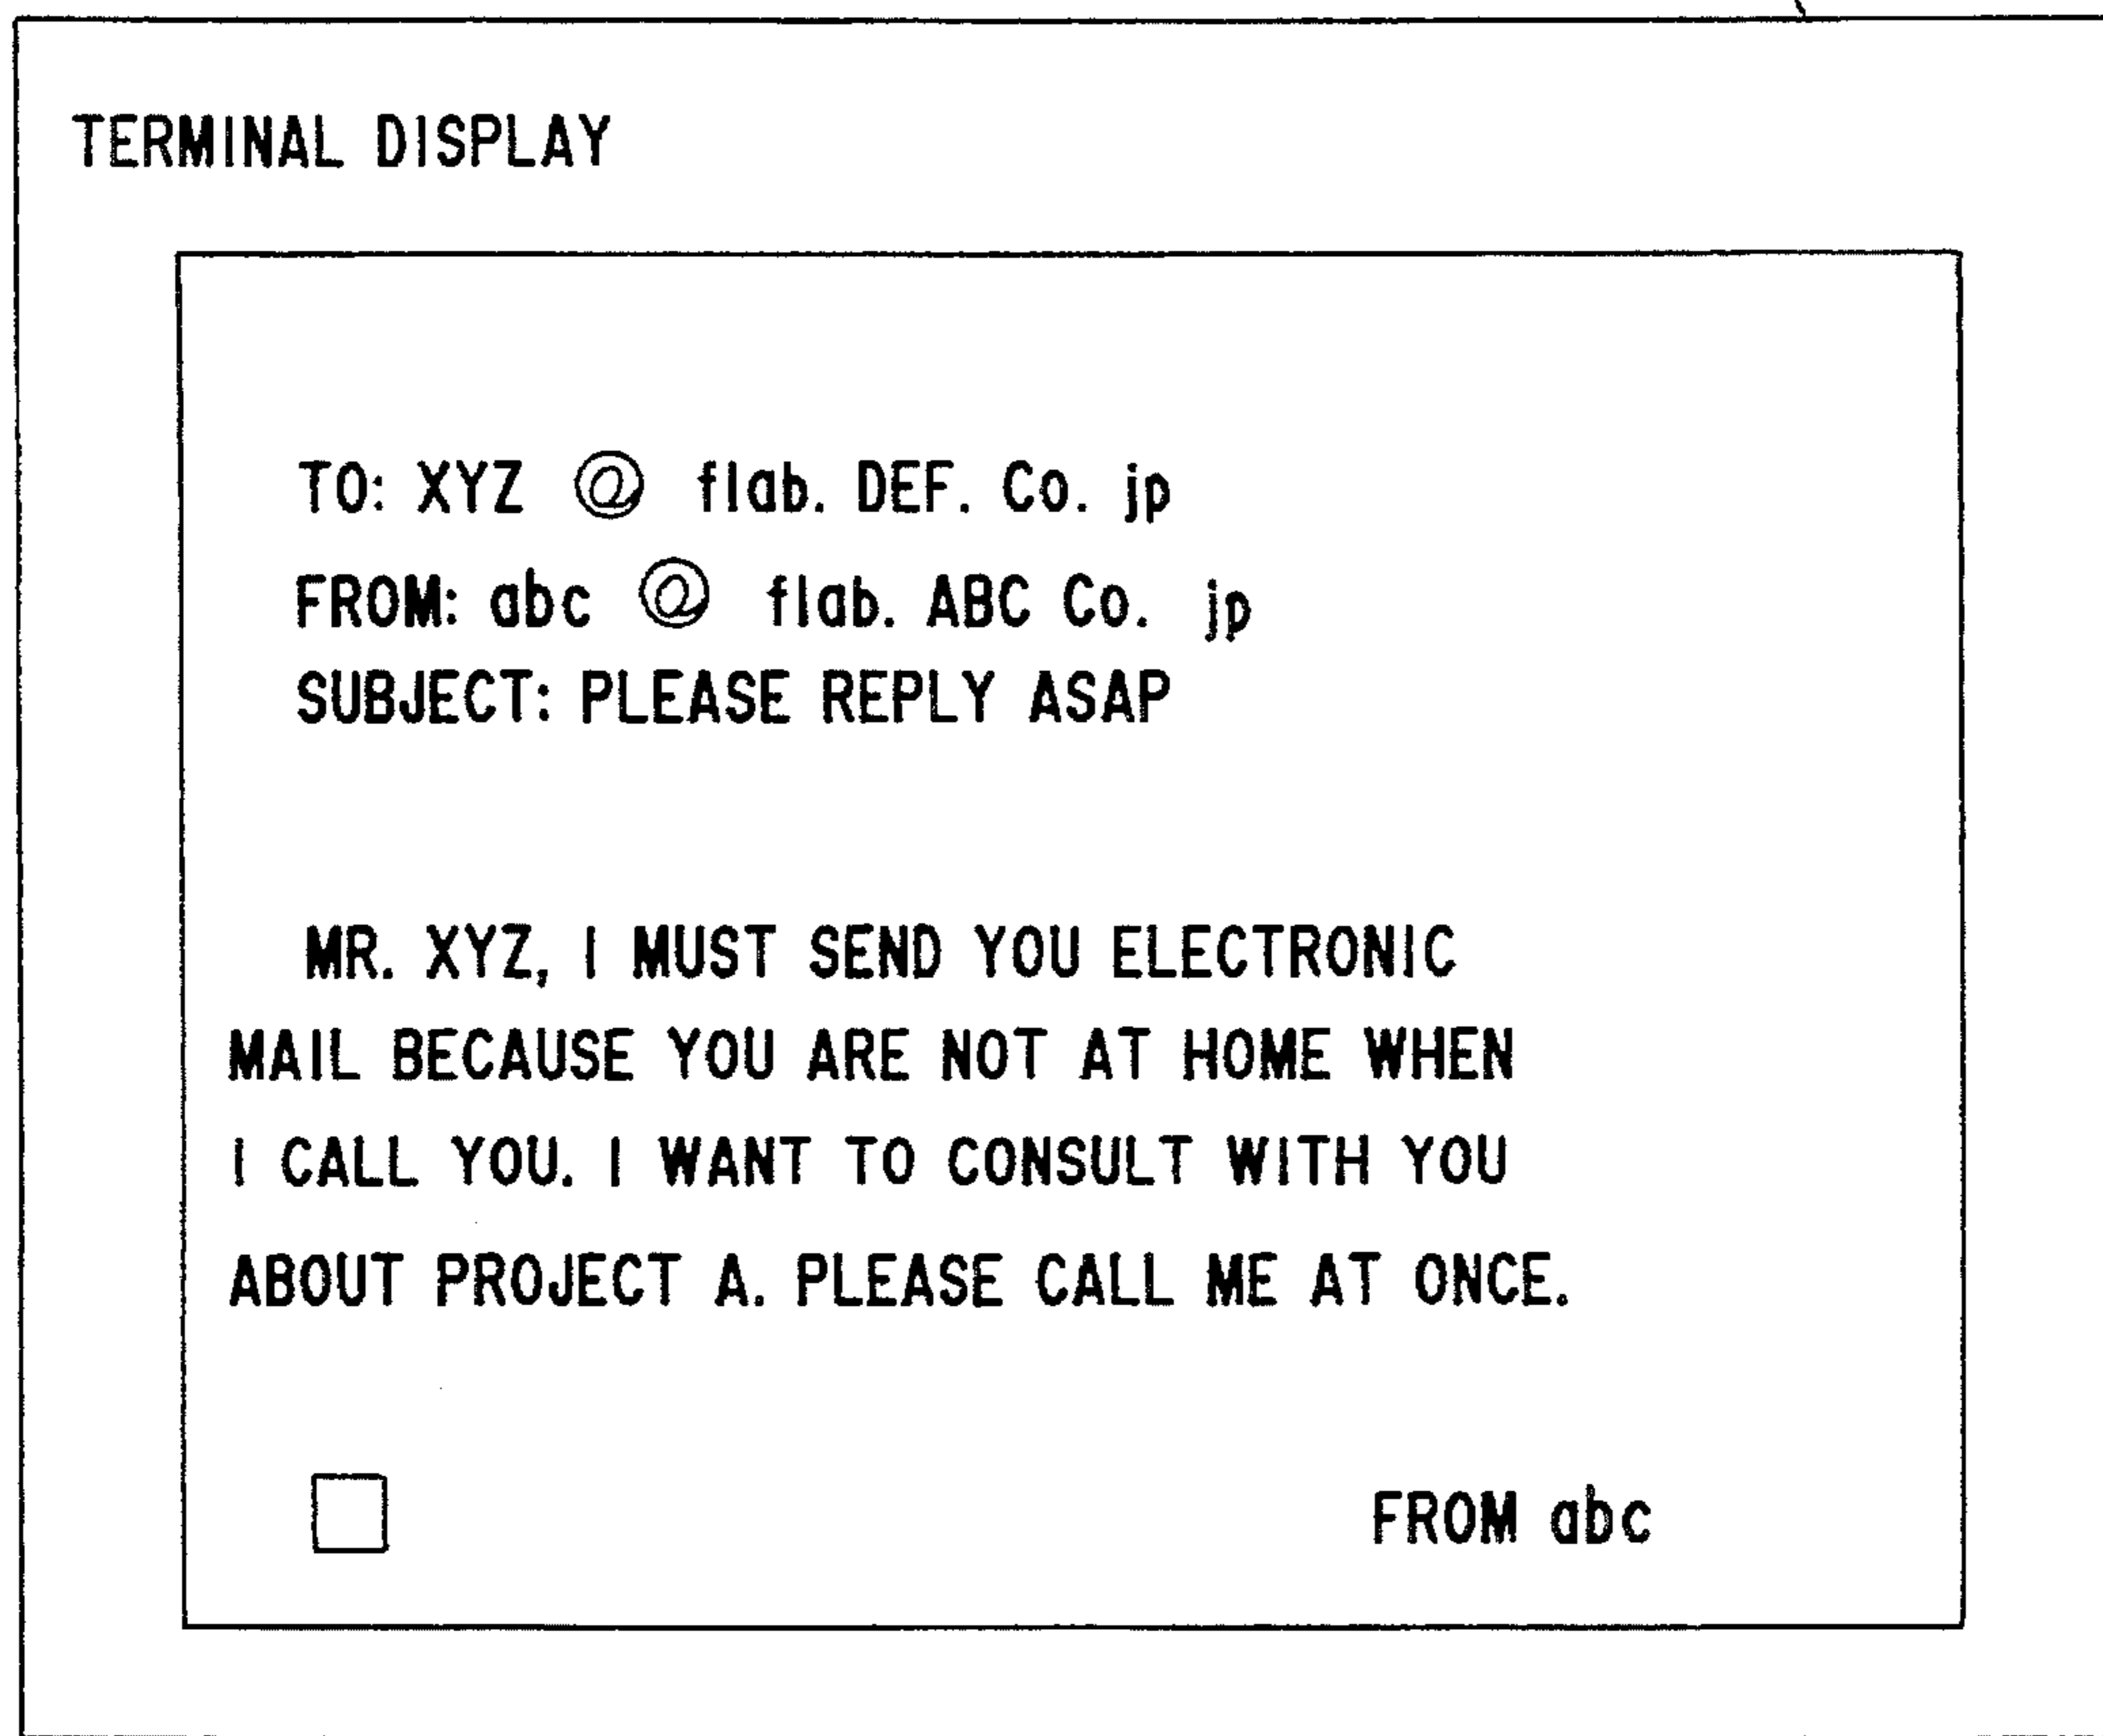 TERMINAL DISPLAY
TO: XYZ @ flab. DEF. Co. jp
FROM: abc @ flab. ABC Co. jp
SUBJECT: PLEASE REPLY ASAP
MR. XYZ, I MUST SEND YOU ELECTRONIC
MAIL BECAUSE YOU ARE NOT AT HOME WHEN
I CALL YOU. I WANT TO CONSULT WITH YOU
ABOUT PROJECT A. PLEASE CALL ME AT ONCE.
FROM abc